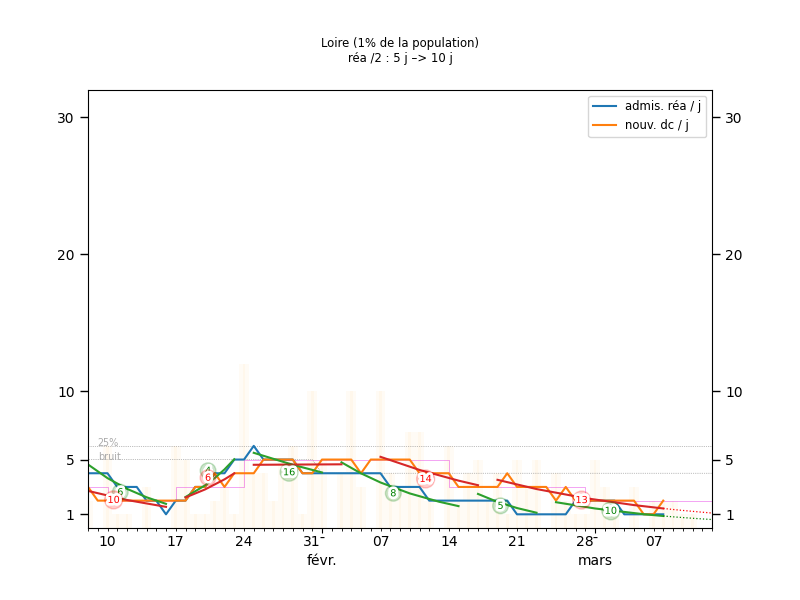 Loire (1% de la population)
réa /2 : 5 j –> 10 j
admis. réa / j
nouv. dc / j
30 30
20 20
10 10
5 5
1 1
25%
bruit
6 10 4 6 16 8 14 5 13 10
10 17 24 31 07 14 21 28 07
févr. mars